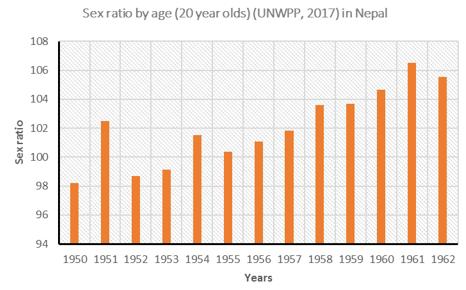 Sex ratio by age (20 year olds) (UNWPP, 2017) in Nepal
108
106
104
102
100
98
96
94
Sex ratio
1950 1951 1952 1953 1954 1955 1956 1957 1958 1959 1960 1961 1962
Years